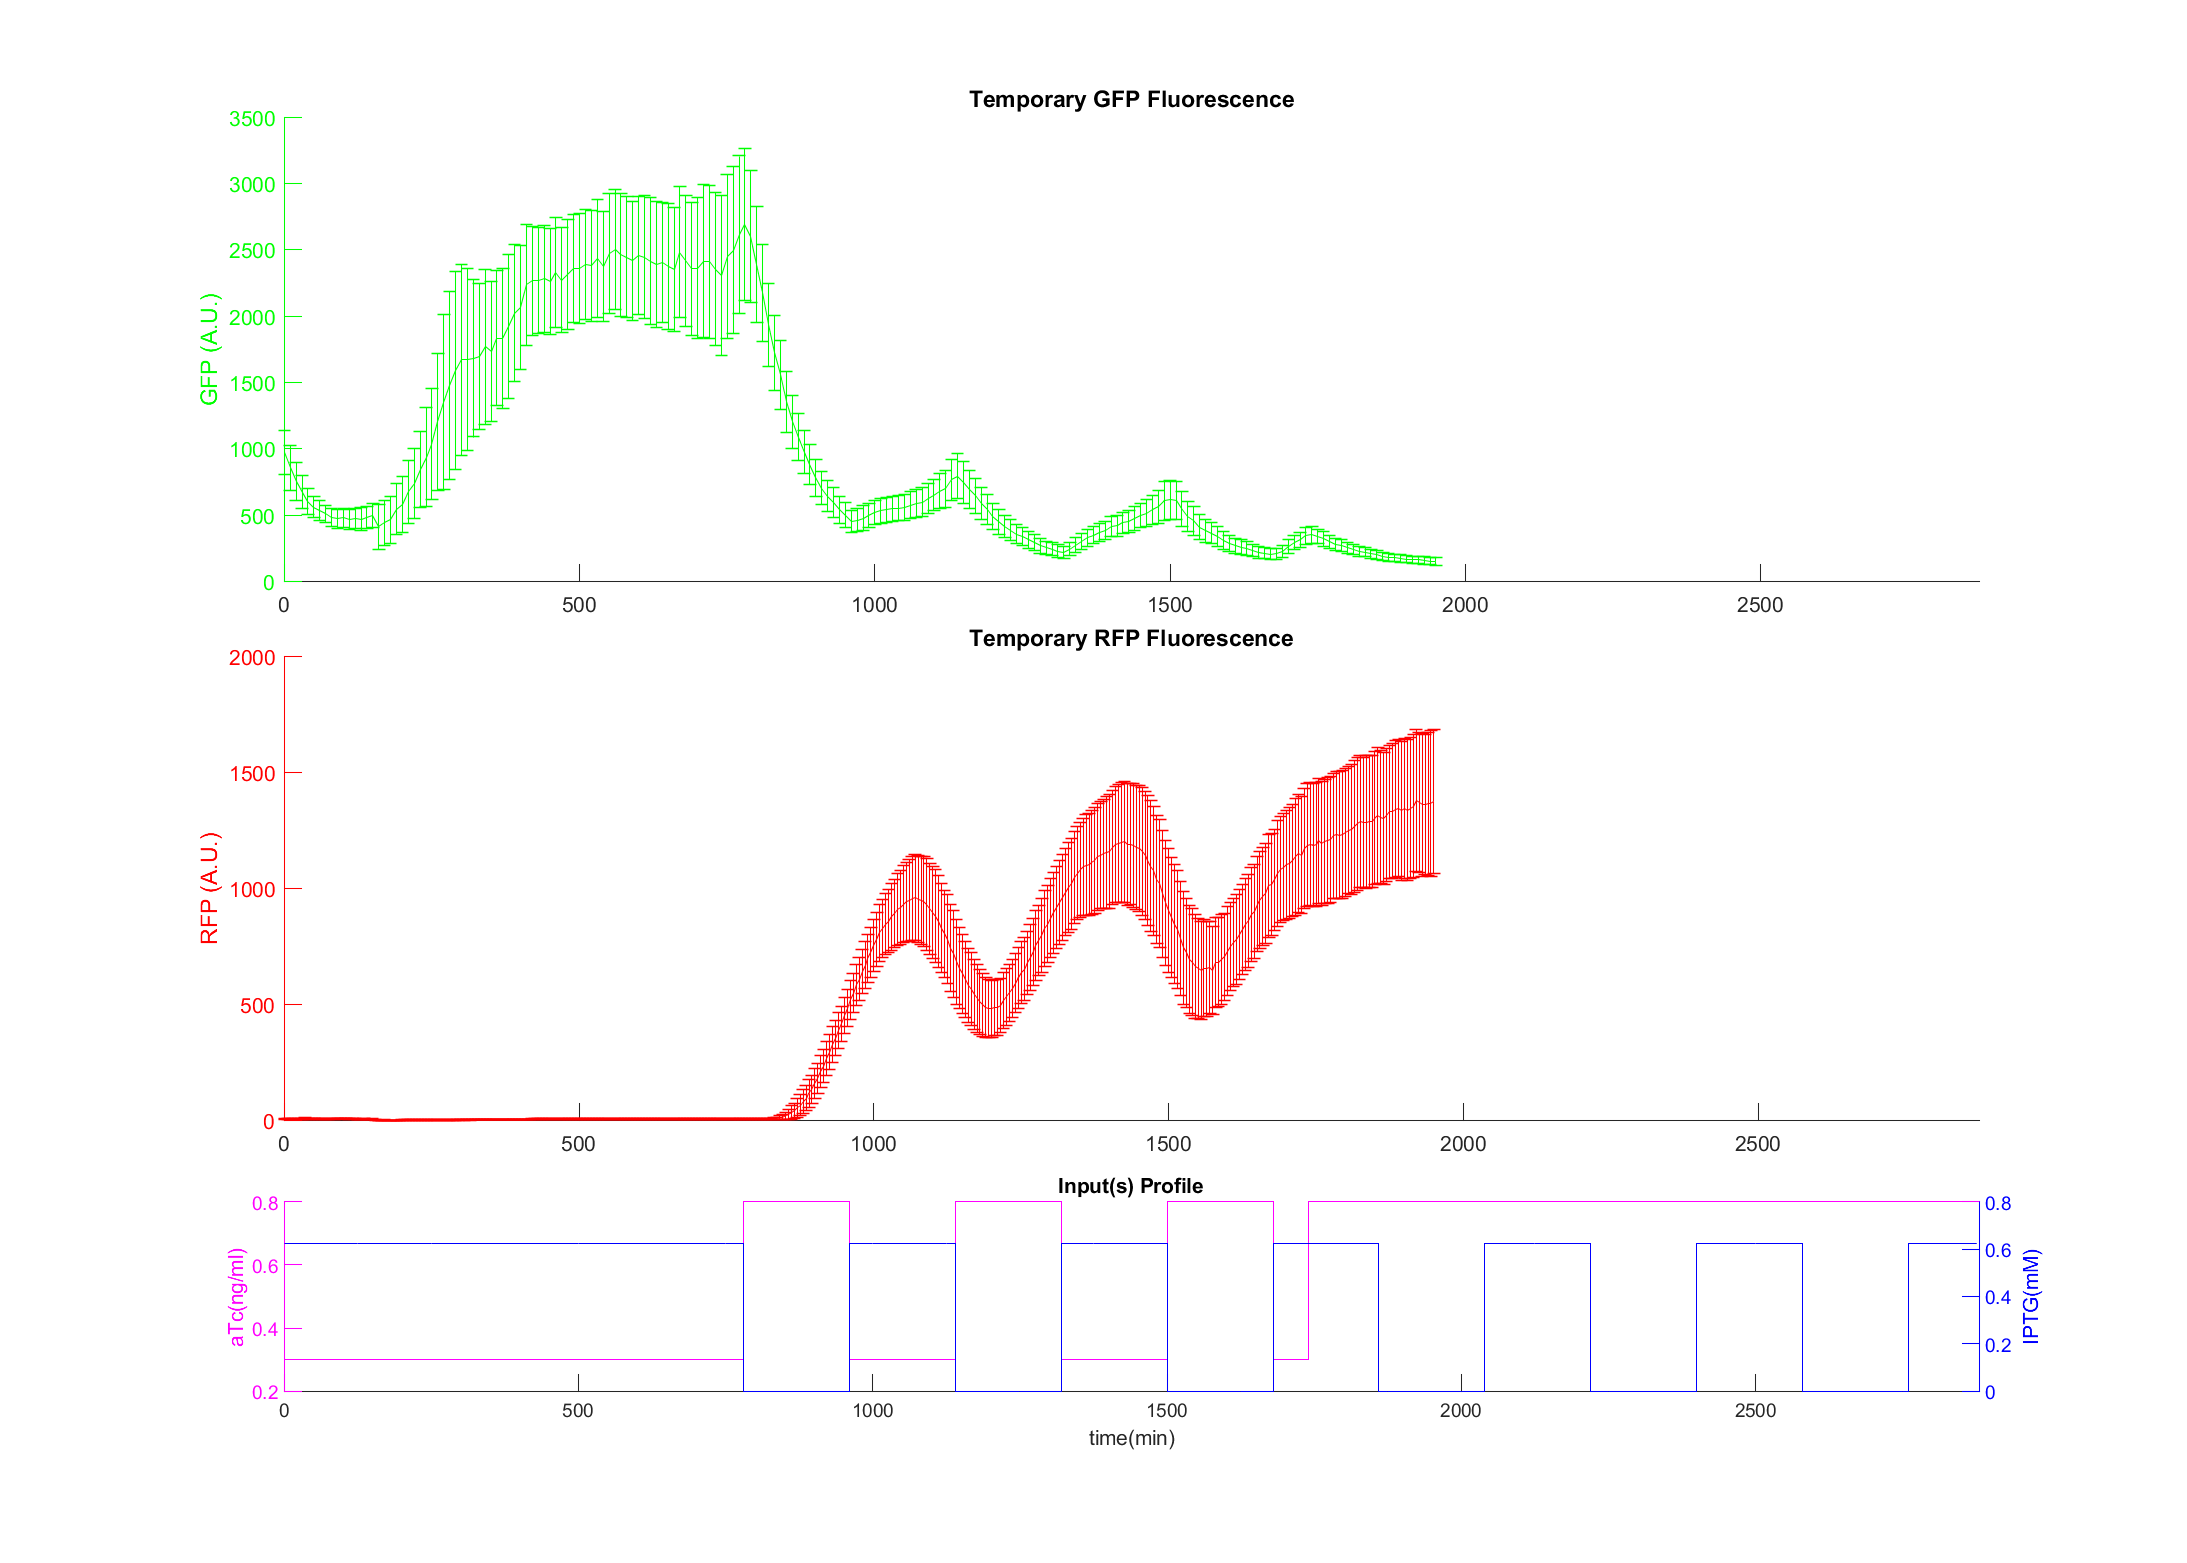 Temporary GFP Fluorescence
3500
3000
2500
2000
1500
1000
500
0
GFP (A.U.)
0 500 1000 1500 2000 2500
Temporary RFP Fluorescence
2000
1500
1000
500
0
RFP (A.U.)
0 500 1000 1500 2000 2500
Input(s) Profile
0.8
0.6
0.4
0.2
aTc(ng/ml)
0.8
0.6
0.4
0.2
0
IPTG(mM)
0 500 1000 1500 2000 2500
time(min)